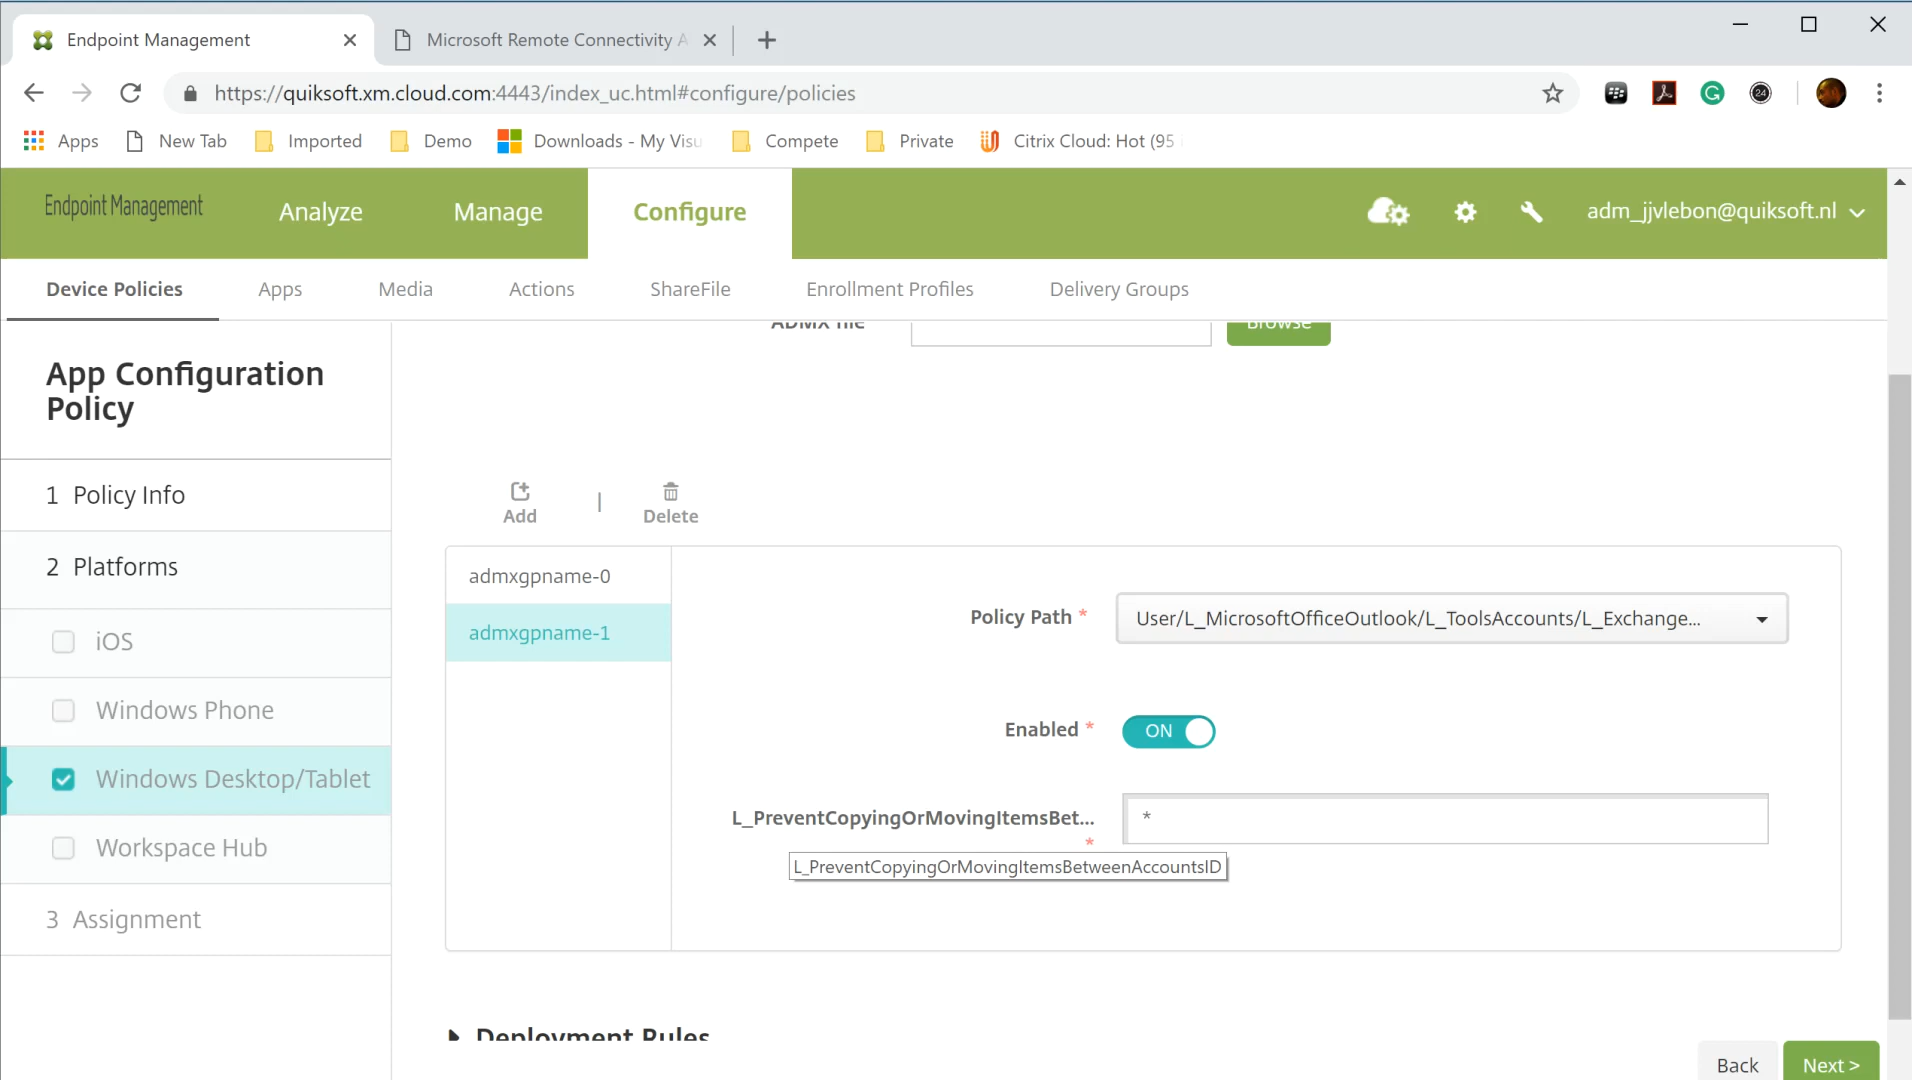 Endpoint Management
Microsoft Remote Connectivity A
https://quiksoft.xm.cloud.com:4443/index_uc.html#configure/policies
24
Apps
New Tab
Imported
Demo
Downloads - My Visu
Compete
Private
Citrix Cloud: Hot (95
Endpoint Management
Analyze
Manage
Configure
adm_jjvlebon@quiksoft.nl
Device Policies
Apps
Media
Actions
ShareFile
Enrollment Profiles
Delivery Groups
ADMX file
Browse
App Configuration
Policy
1 Policy Info
2 Platforms
iOS
Windows Phone
Windows Desktop/Tablet
Workspace Hub
3 Assignment
Add
|
Delete
admxgpname-0
admxgpname-1
Policy Path *
User/L_MicrosoftOfficeOutlook/L_ToolsAccounts/L_Exchange...
Enabled *
ON
L_PreventCopyingOrMovingItemsBet...
*
*
L_PreventCopyingOrMovingItemsBetweenAccountsID
Deployment Rules
Back
Next >